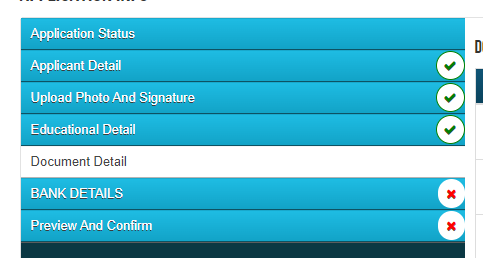 Application Status
Applicant Detail
Upload Photo And Signature
Educational Detail
Document Detail
BANK DETAILS
Preview And Confirm